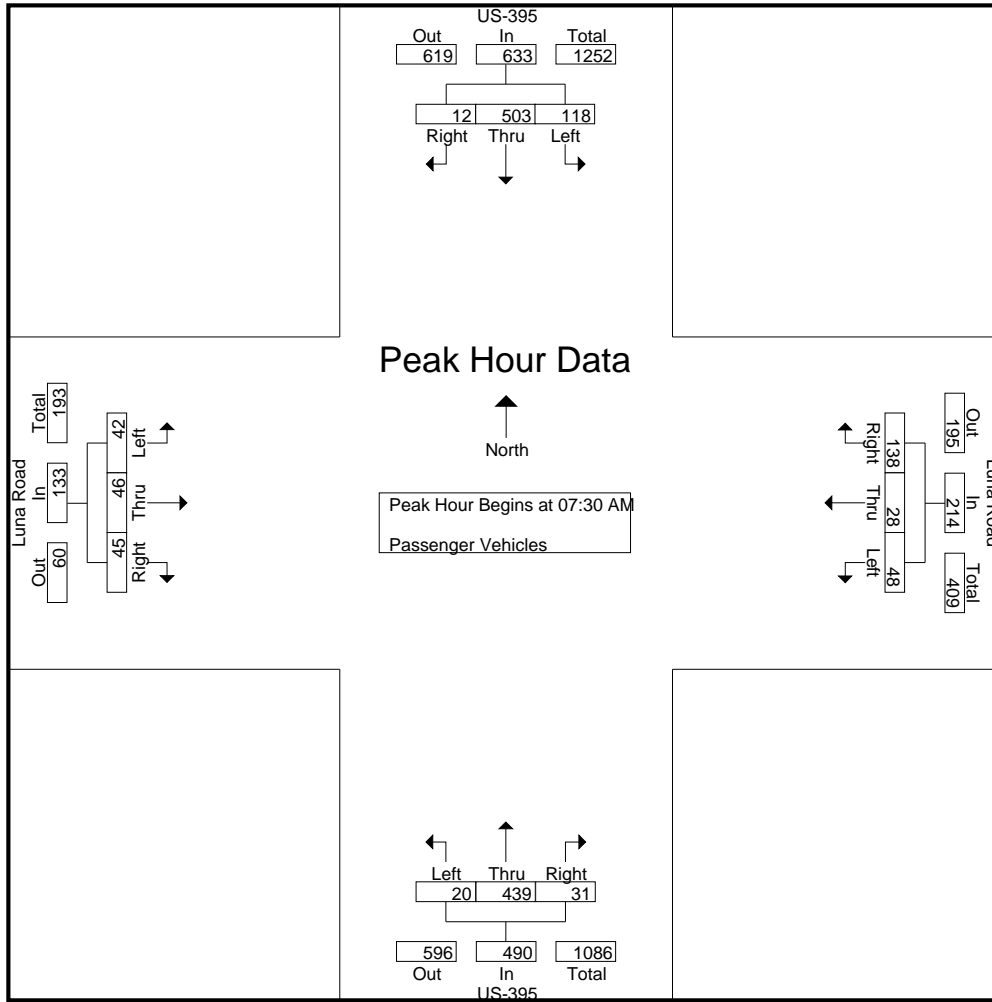 US-395
Out In Total
619 633 1252
12 503 118
Right Thru Left
Peak Hour Data
North
Peak Hour Begins at 07:30 AM
Passenger Vehicles
Luna Road
Total In Out
193 133 60
42 46 45
Left Thru Right
Right Thru Left
138 28 48
195 214 409
Out In Total
Luna Road
Left Thru Right
20 439 31
596 490 1086
Out In Total
US-395